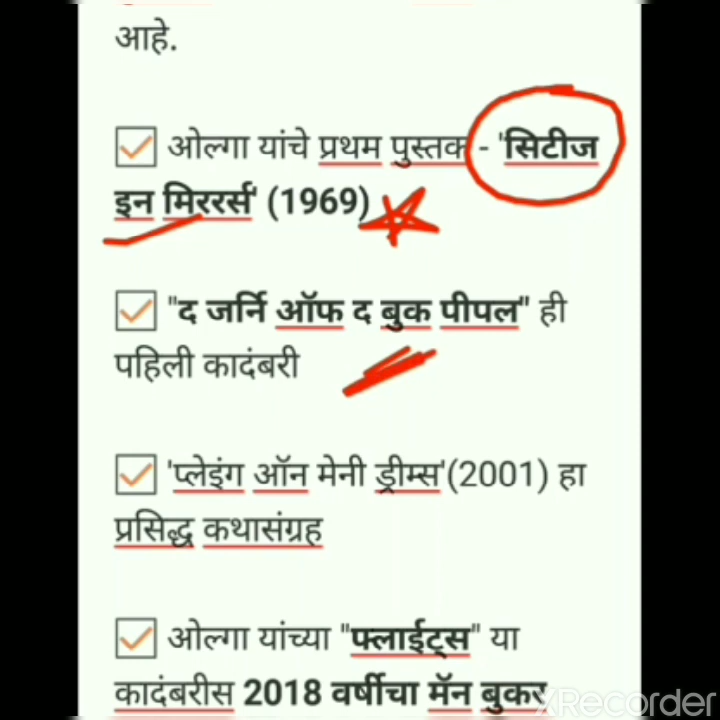 आहे.
ओल्गा यांचे प्रथम पुस्तक - 'सिटीज
इन मिररर्स' (1969)
"द जर्नि ऑफ द बुक पीपल" ही
पहिली कादंबरी
'प्लेइंग ऑन मेनी ड्रीम्स'(2001) हा
प्रसिद्ध कथासंग्रह
ओल्गा यांच्या "फ्लाईट्स" या
कादंबरीस 2018 वर्षीचा मॅन बुकर
XRecorder